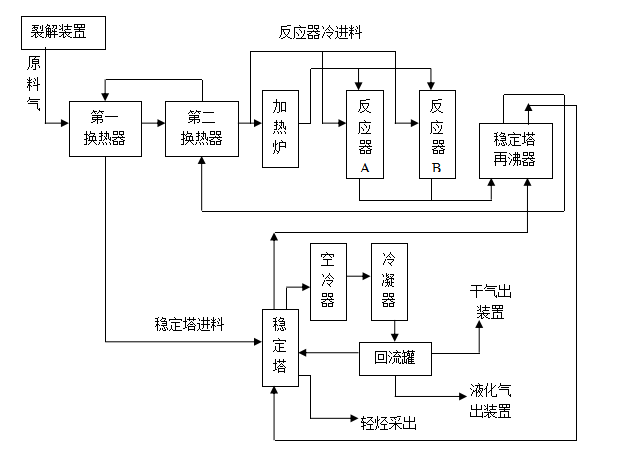 裂解装置
原料气
反应器冷进料
第一
换热器
第二
换热器
加热炉
反应器A
反应器B
稳定塔
再沸器
空冷器
冷凝器
稳定塔进料
稳定塔
回流罐
干气出
装置
液化气
出装置
轻烃采出